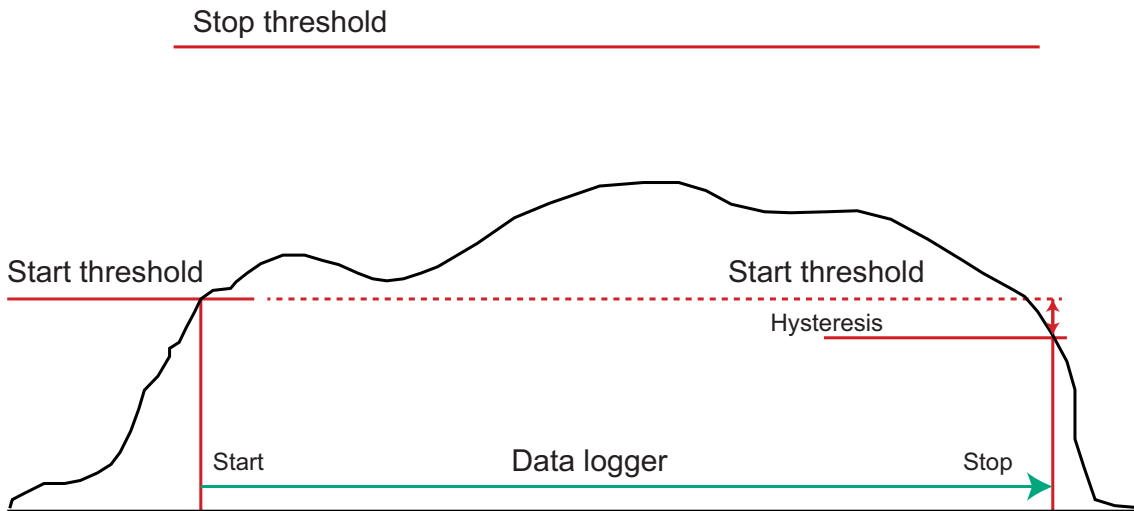 Stop threshold
Start threshold
Start threshold
Hysteresis
Start
Data logger
Stop